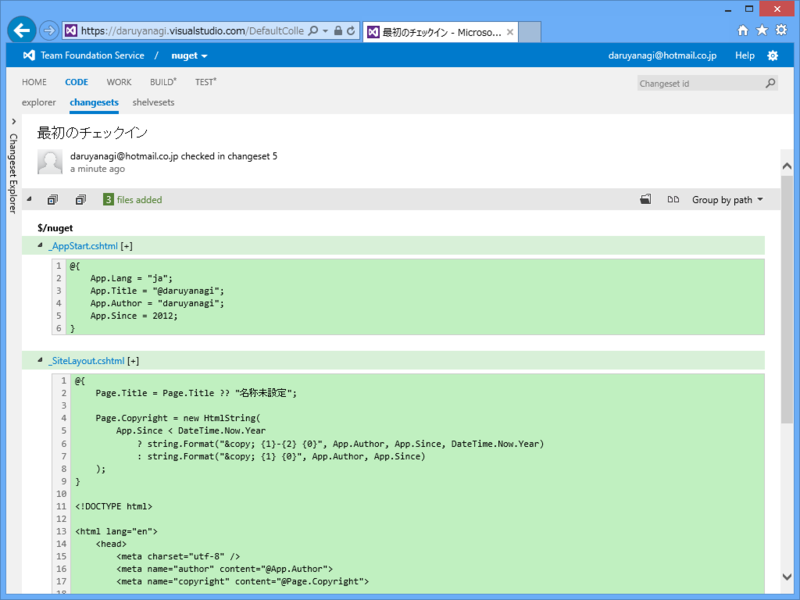 https://daruyanagi.visualstudio.com/DefaultColle
最初のチェックイン - Microso...
Team Foundation Service / nuget
daruyanagi@hotmail.co.jp Help
HOME CODE WORK BUILD* TEST*
Changeset id
explorer changesets shelvesets
Changeset Explorer
最初のチェックイン
daruyanagi@hotmail.co.jp checked in changeset 5
a minute ago
3 files added
Group by path
$/nuget
_AppStart.cshtml [+]
1 @{
2 App.Lang = "ja";
3 App.Title = "@daruyanagi";
4 App.Author = "daruyanagi";
5 App.Since = 2012;
6 }
_SiteLayout.cshtml [+]
1 @{
2 Page.Title = Page.Title ?? "名称未設定";
3
4 Page.Copyright = new HtmlString(
5 App.Since < DateTime.Now.Year
6 ? string.Format("&copy; {1}-{2} {0}", App.Author, App.Since, DateTime.Now.Year)
7 : string.Format("&copy; {1} {0}", App.Author, App.Since)
8 );
9 }
10
11 <!DOCTYPE html>
12
13 <html lang="en">
14 <head>
15 <meta charset="utf-8" />
16 <meta name="author" content="@App.Author">
17 <meta name="copyright" content="@Page.Copyright">